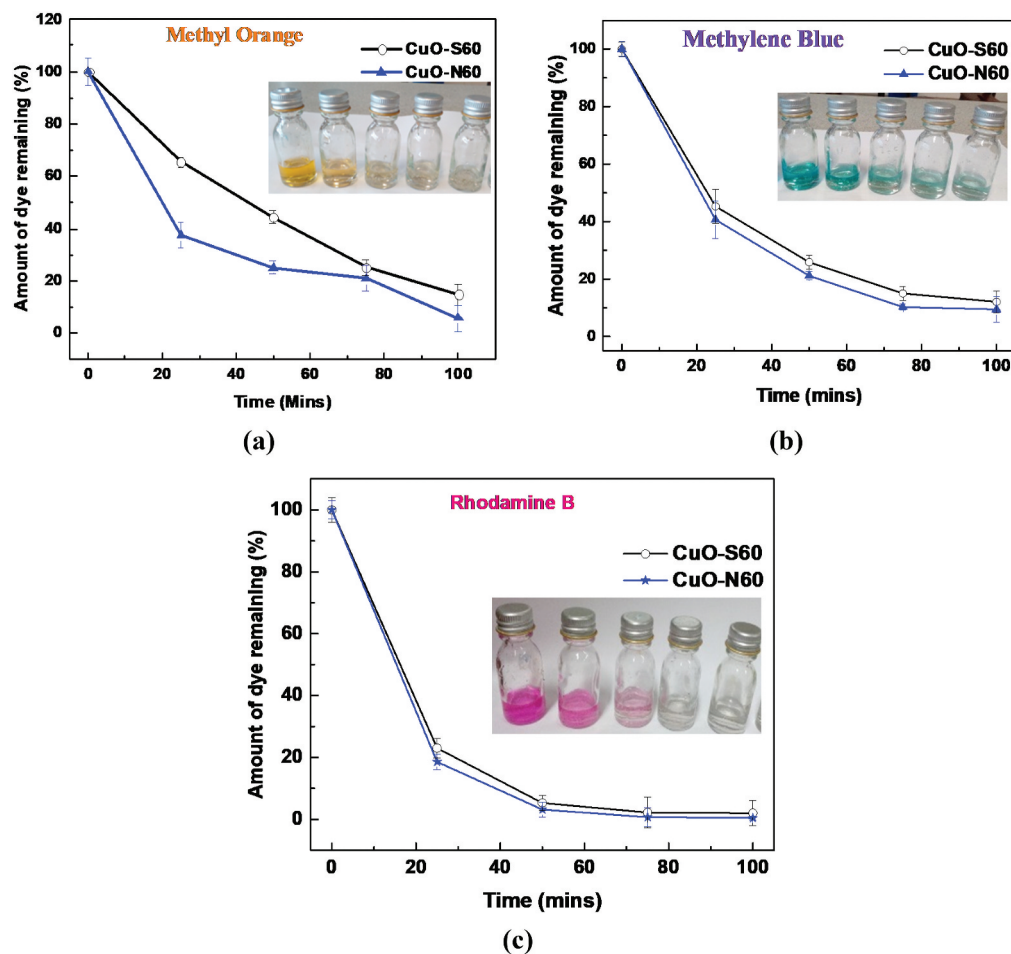 Methyl Orange
CuO-S60
CuO-N60
Amount of dye remaining (%)
120
100
80
60
40
20
0
0 20 40 60 80 100
Time (Mins)
(a)
Methylene Blue
CuO-S60
CuO-N60
Amount of dye remaining (%)
100
80
60
40
20
0
0 20 40 60 80 100
Time (mins)
(b)
Rhodamine B
CuO-S60
CuO-N60
Amount of dye remaining (%)
100
80
60
40
20
0
0 20 40 60 80 100
Time (mins)
(c)